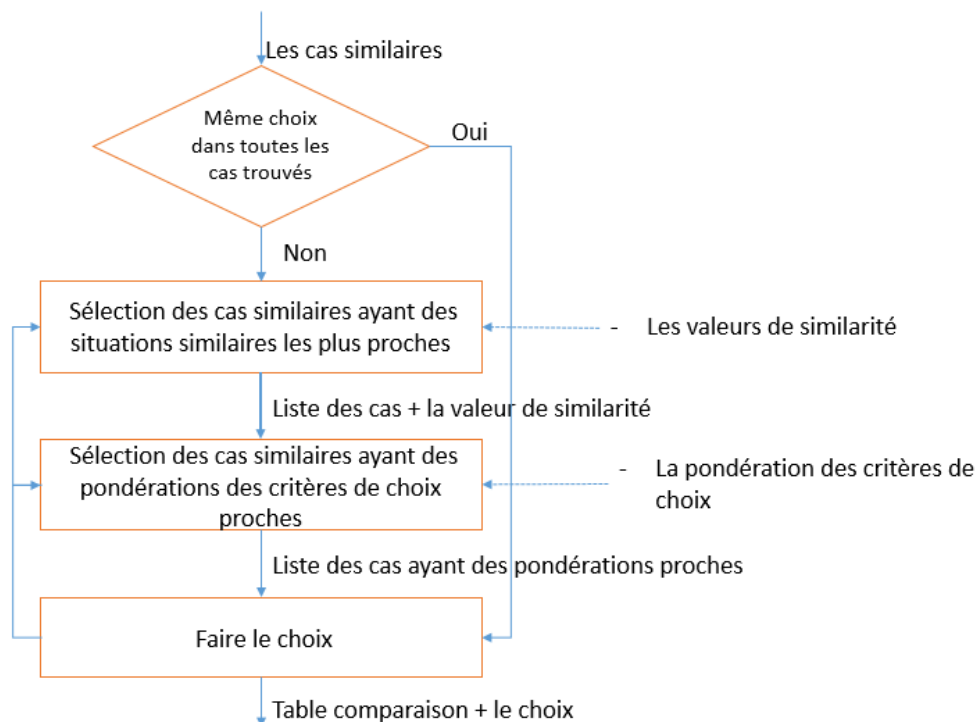 Les cas similaires
Même choix
dans toutes les
cas trouvés
Oui
Non
Sélection des cas similaires ayant des
situations similaires les plus proches
- Les valeurs de similarité
Liste des cas + la valeur de similarité
Sélection des cas similaires ayant des
pondérations des critères de choix
proches
- La pondération des critères de
choix
Liste des cas ayant des pondérations proches
Faire le choix
Table comparaison + le choix